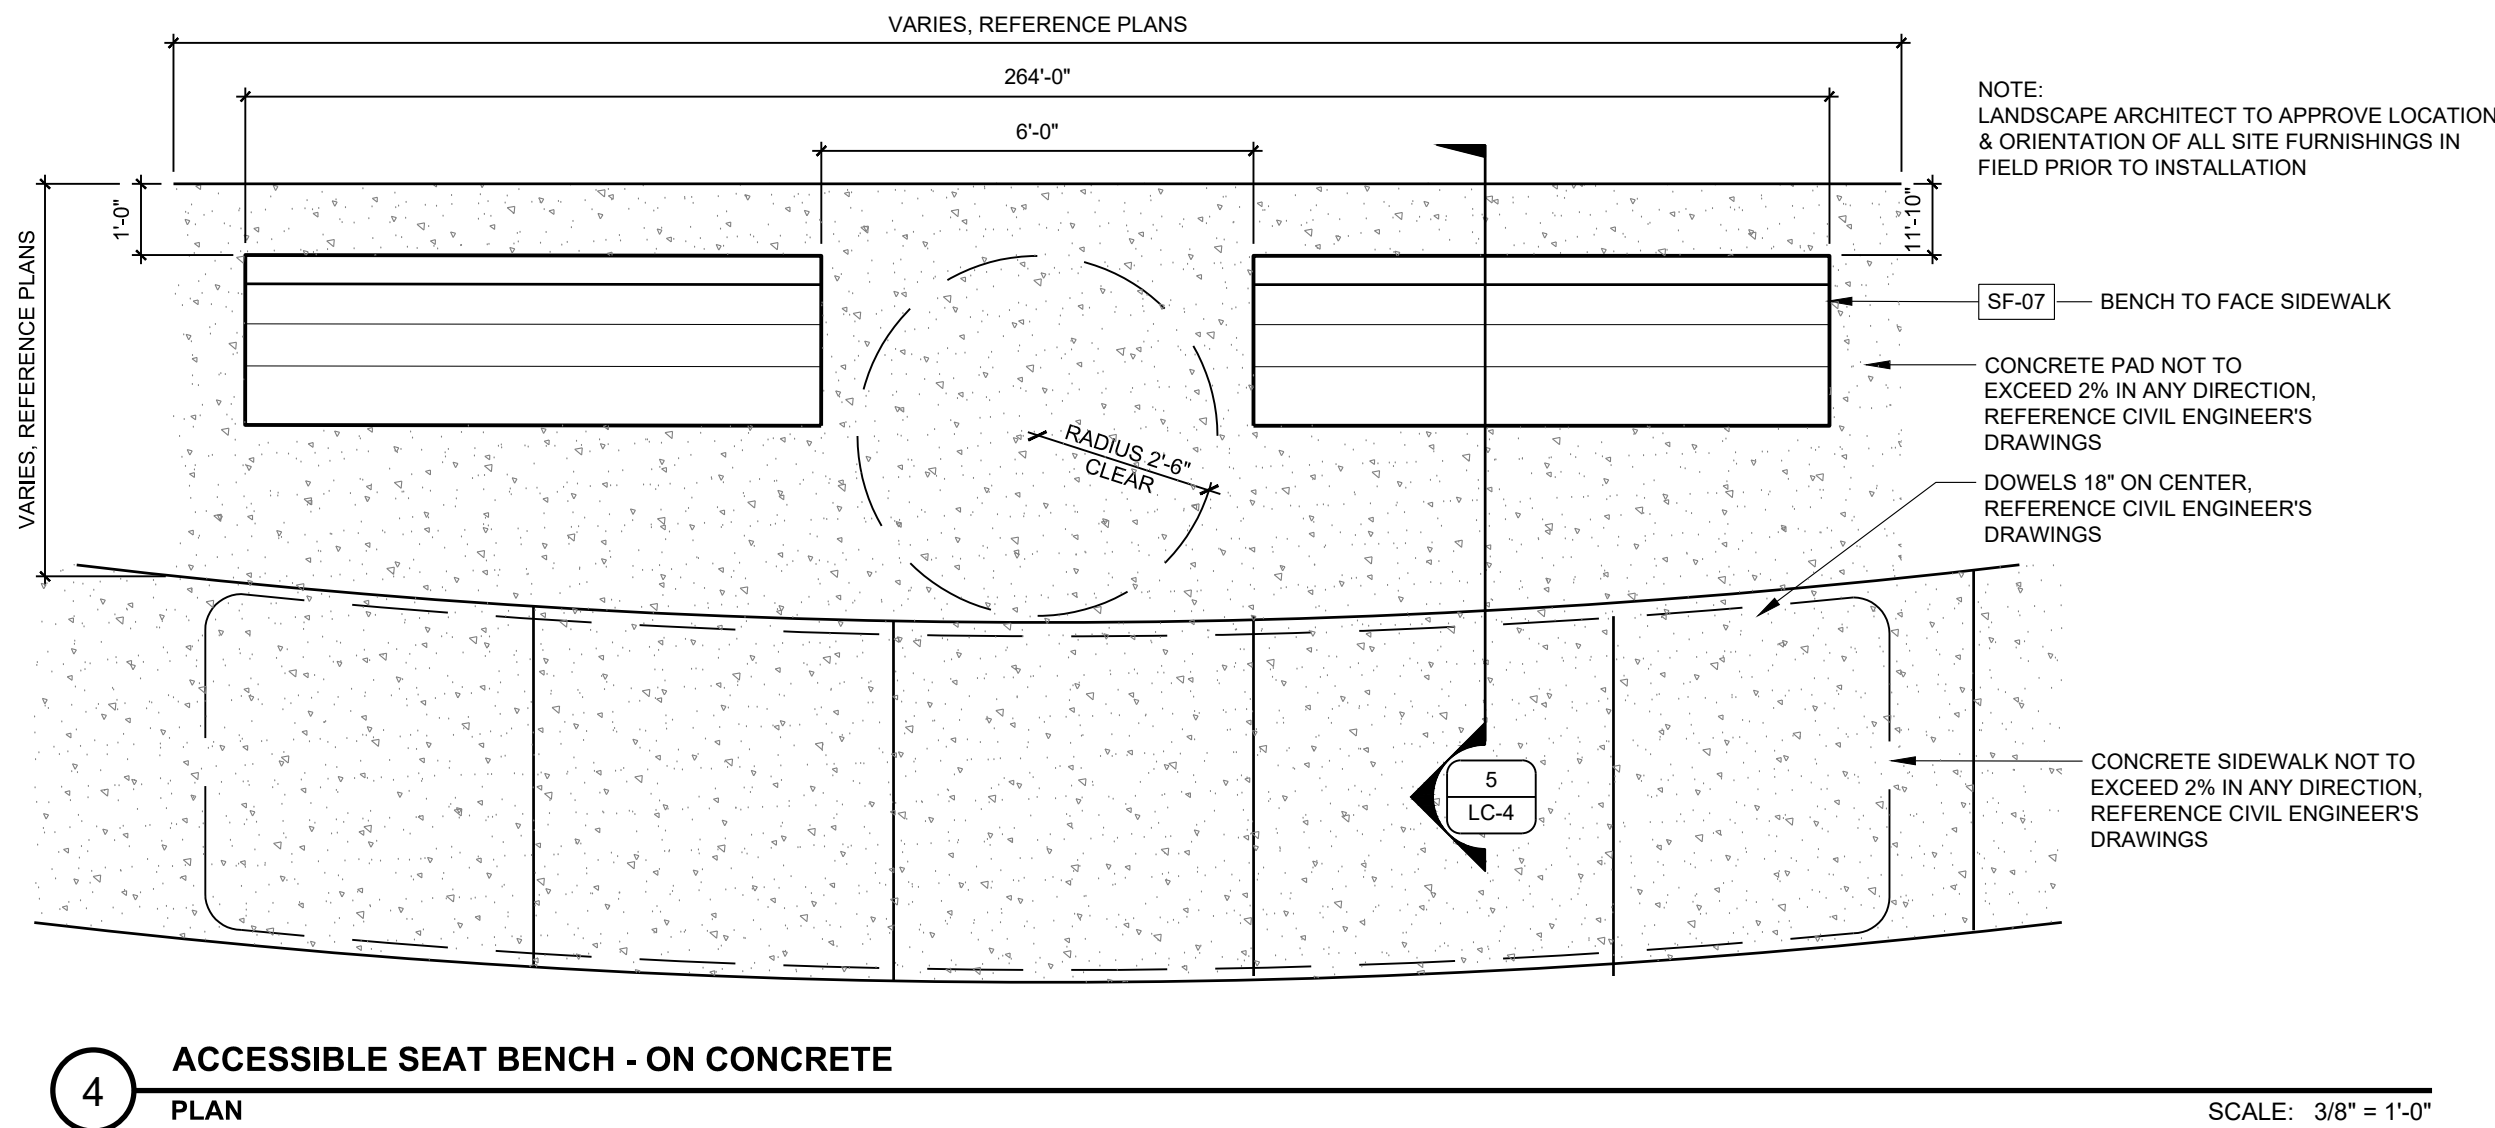 VARIES, REFERENCE PLANS
264'-0"
6'-0"
NOTE:
LANDSCAPE ARCHITECT TO APPROVE LOCATION
& ORIENTATION OF ALL SITE FURNISHINGS IN
FIELD PRIOR TO INSTALLATION
1'-0"
11'-10"
VARIES, REFERENCE PLANS
SF-07
BENCH TO FACE SIDEWALK
CONCRETE PAD NOT TO
EXCEED 2% IN ANY DIRECTION,
REFERENCE CIVIL ENGINEER'S
DRAWINGS
RADIUS 2'-6"
CLEAR
DOWELS 18" ON CENTER,
REFERENCE CIVIL ENGINEER'S
DRAWINGS
5
LC-4
CONCRETE SIDEWALK NOT TO
EXCEED 2% IN ANY DIRECTION,
REFERENCE CIVIL ENGINEER'S
DRAWINGS
4
ACCESSIBLE SEAT BENCH - ON CONCRETE
PLAN
SCALE: 3/8" = 1'-0"